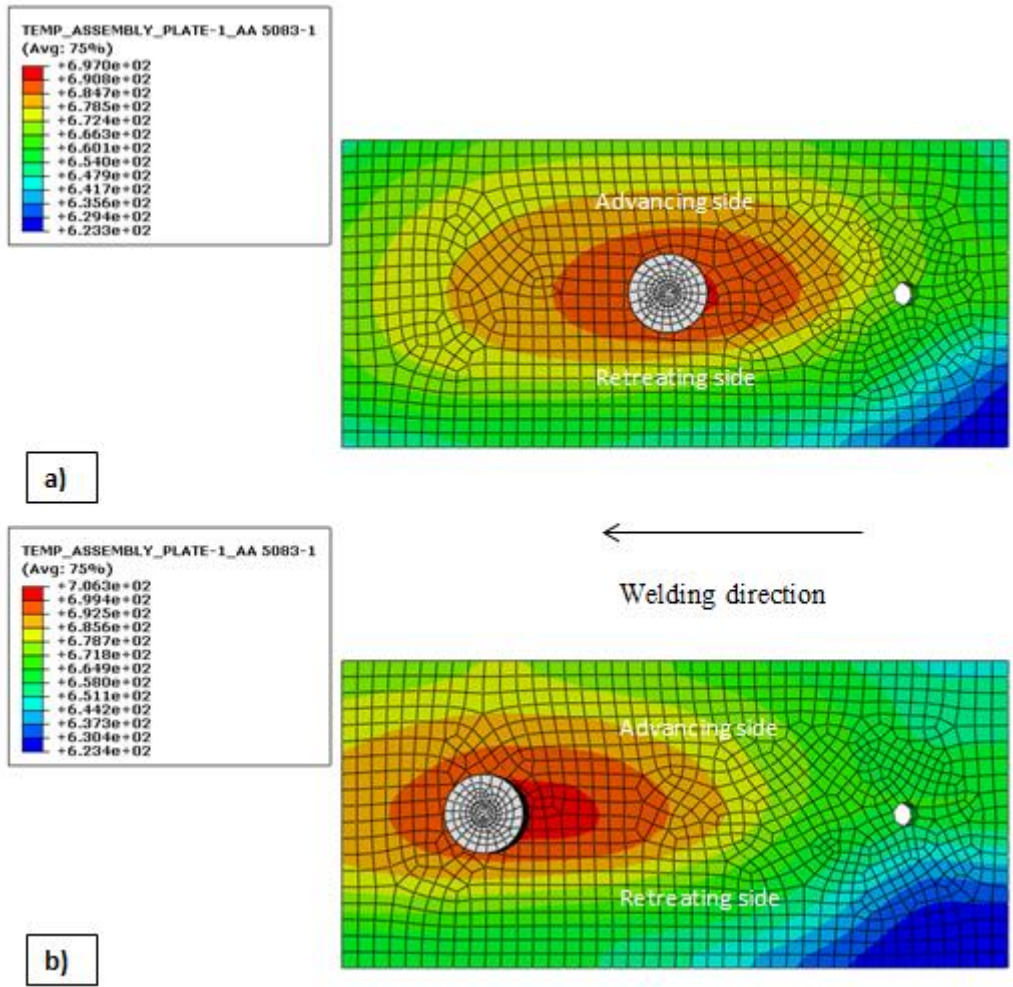 TEMP_ASSEMBLY_PLATE-1_AA 5083-1
(Avg: 75%)
+6.970e+02
+6.908e+02
+6.847e+02
+6.785e+02
+6.724e+02
+6.663e+02
+6.601e+02
+6.540e+02
+6.479e+02
+6.417e+02
+6.356e+02
+6.294e+02
+6.233e+02
Advancing side
Retreating side
a)
Welding direction
TEMP_ASSEMBLY_PLATE-1_AA 5083-1
(Avg: 75%)
+7.063e+02
+6.994e+02
+6.925e+02
+6.856e+02
+6.787e+02
+6.718e+02
+6.649e+02
+6.580e+02
+6.511e+02
+6.442e+02
+6.373e+02
+6.304e+02
+6.234e+02
Advancing side
Retreating side
b)